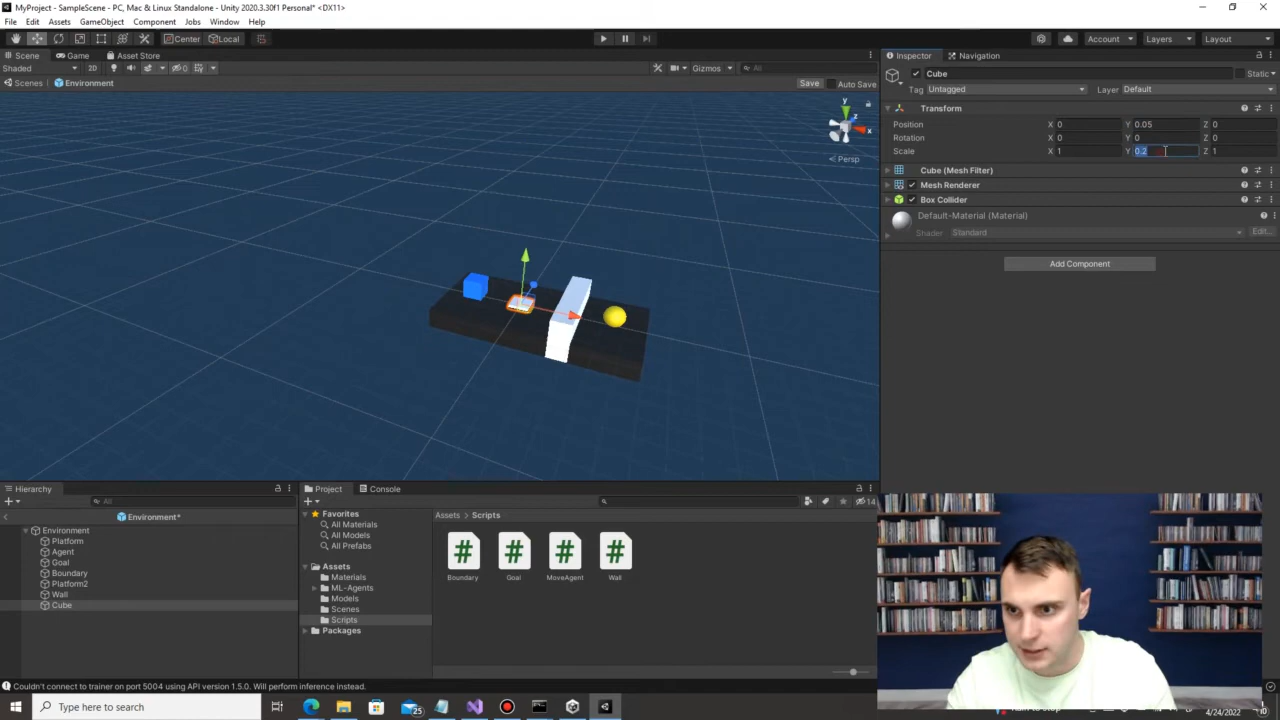 MyProject - SampleScene - PC, Mac & Linux Standalone - Unity 2020.3.30f1 Personal* <DX11>
File Edit Assets GameObject Component Jobs Window Help
Center Local
Account Layers Layout
Scene Game Asset Store
Inspector Navigation
Shaded 2D 0 Gizmos All
Scenes Environment Save Auto Save
Cube Static
Tag Untagged Layer Default
Transform
Position X 0 Y 0.05 Z 0
Rotation X 0 Y 0 Z 0
Scale X 1 Y 0.2 Z 1
y
z
x
Persp
Cube (Mesh Filter)
Mesh Renderer
Box Collider
Default-Material (Material)
Shader Standard Edit...
Add Component
Hierarchy
All
Environment*
Environment
Platform
Agent
Goal
Boundary
Platform2
Wall
Cube
Project Console
14
Favorites
All Materials
All Models
All Prefabs
Assets
Materials
ML-Agents
Models
Scenes
Scripts
Packages
Assets Scripts
# # # #
Boundary Goal MoveAgent Wall
Couldn't connect to trainer on port 5004 using API version 1.5.0. Will perform inference instead.
Type here to search
25
4/24/2022